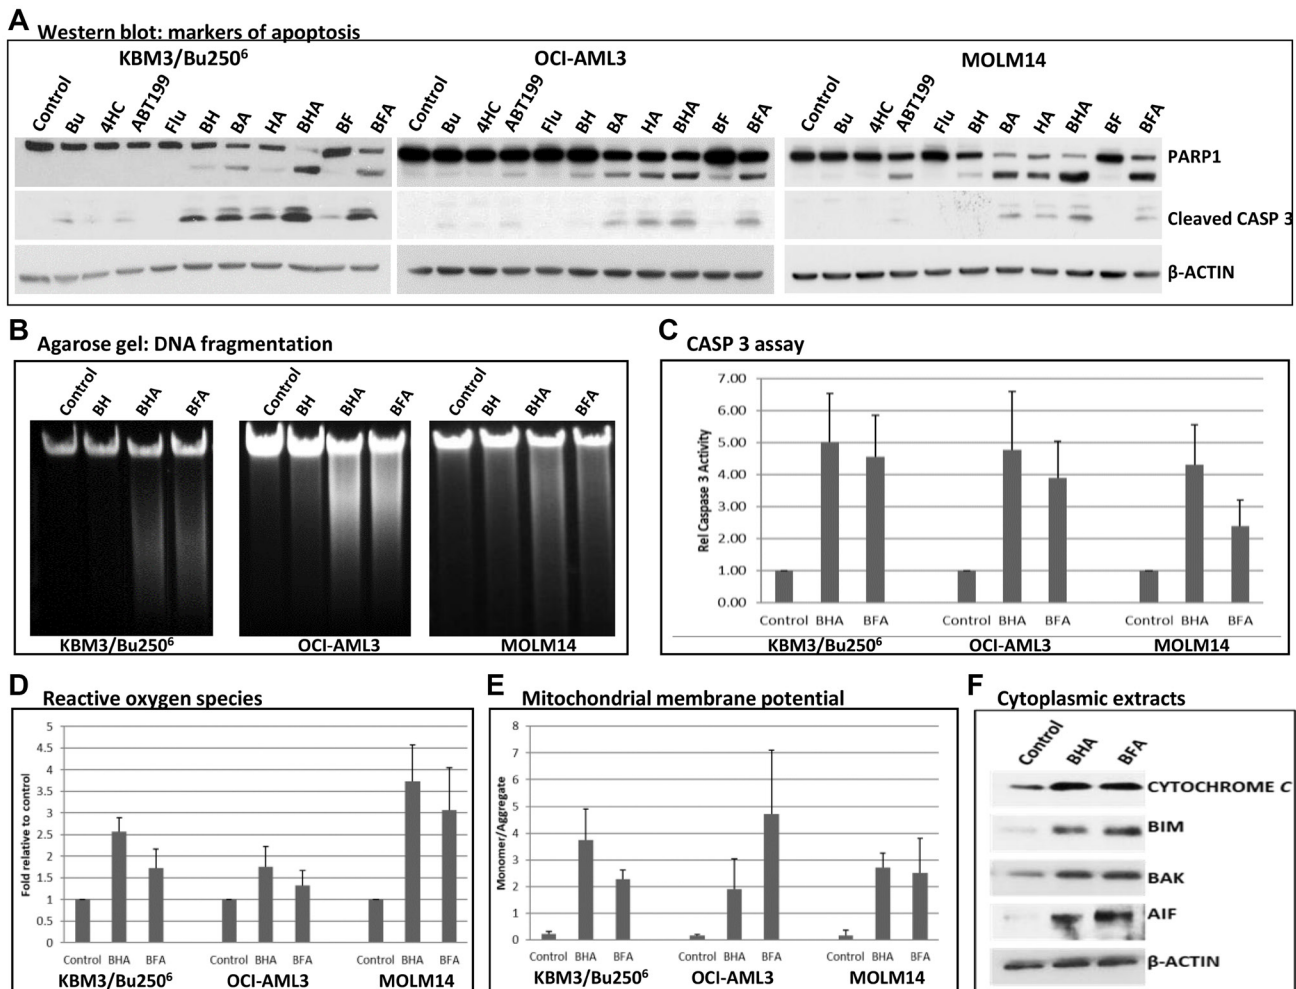 A Western blot: markers of apoptosis
KBM3/Bu250⁶ OCI-AML3 MOLM14
Control Bu 4HC ABT199 Flu BH BA HA BHA BF BFA
Control Bu 4HC ABT199 Flu BH BA HA BHA BF BFA
Control Bu 4HC ABT199 Flu BH BA HA BHA BF BFA
PARP1
Cleaved CASP 3
β-ACTIN
B Agarose gel: DNA fragmentation
Control BH BHA BFA
Control BH BHA BFA
Control BH BHA BFA
KBM3/Bu250⁶ OCI-AML3 MOLM14
C CASP 3 assay
Rel Caspase 3 Activity
7.00
6.00
5.00
4.00
3.00
2.00
1.00
0.00
Control BHA BFA Control BHA BFA Control BHA BFA
KBM3/Bu250⁶ OCI-AML3 MOLM14
D Reactive oxygen species
Fold relative to control
5
4.5
4
3.5
3
2.5
2
1.5
1
0.5
0
Control BHA BFA Control BHA BFA Control BHA BFA
KBM3/Bu250⁶ OCI-AML3 MOLM14
E Mitochondrial membrane potential
Monomer/Aggregate
8
7
6
5
4
3
2
1
0
Control BHA BFA Control BHA BFA Control BHA BFA
KBM3/Bu250⁶ OCI-AML3 MOLM14
F Cytoplasmic extracts
Control BHA BFA
CYTOCHROME C
BIM
BAK
AIF
β-ACTIN